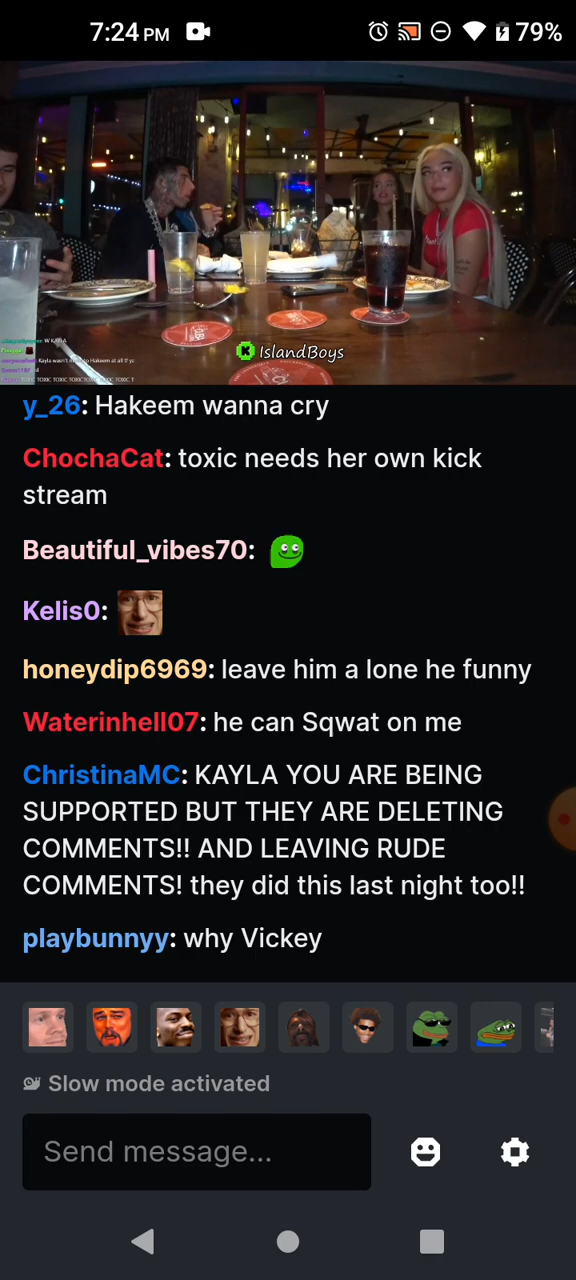 7:24 PM
79%
W KAYLA
IslandBoys
y_26: Hakeem wanna cry
ChochaCat: toxic needs her own kick
stream
Beautiful_vibes70:
Kelis0:
honeydip6969: leave him a lone he funny
Waterinhell07: he can Sqwat on me
ChristinaMC: KAYLA YOU ARE BEING
SUPPORTED BUT THEY ARE DELETING
COMMENTS!! AND LEAVING RUDE
COMMENTS! they did this last night too!!
playbunnyy: why Vickey
Slow mode activated
Send message...